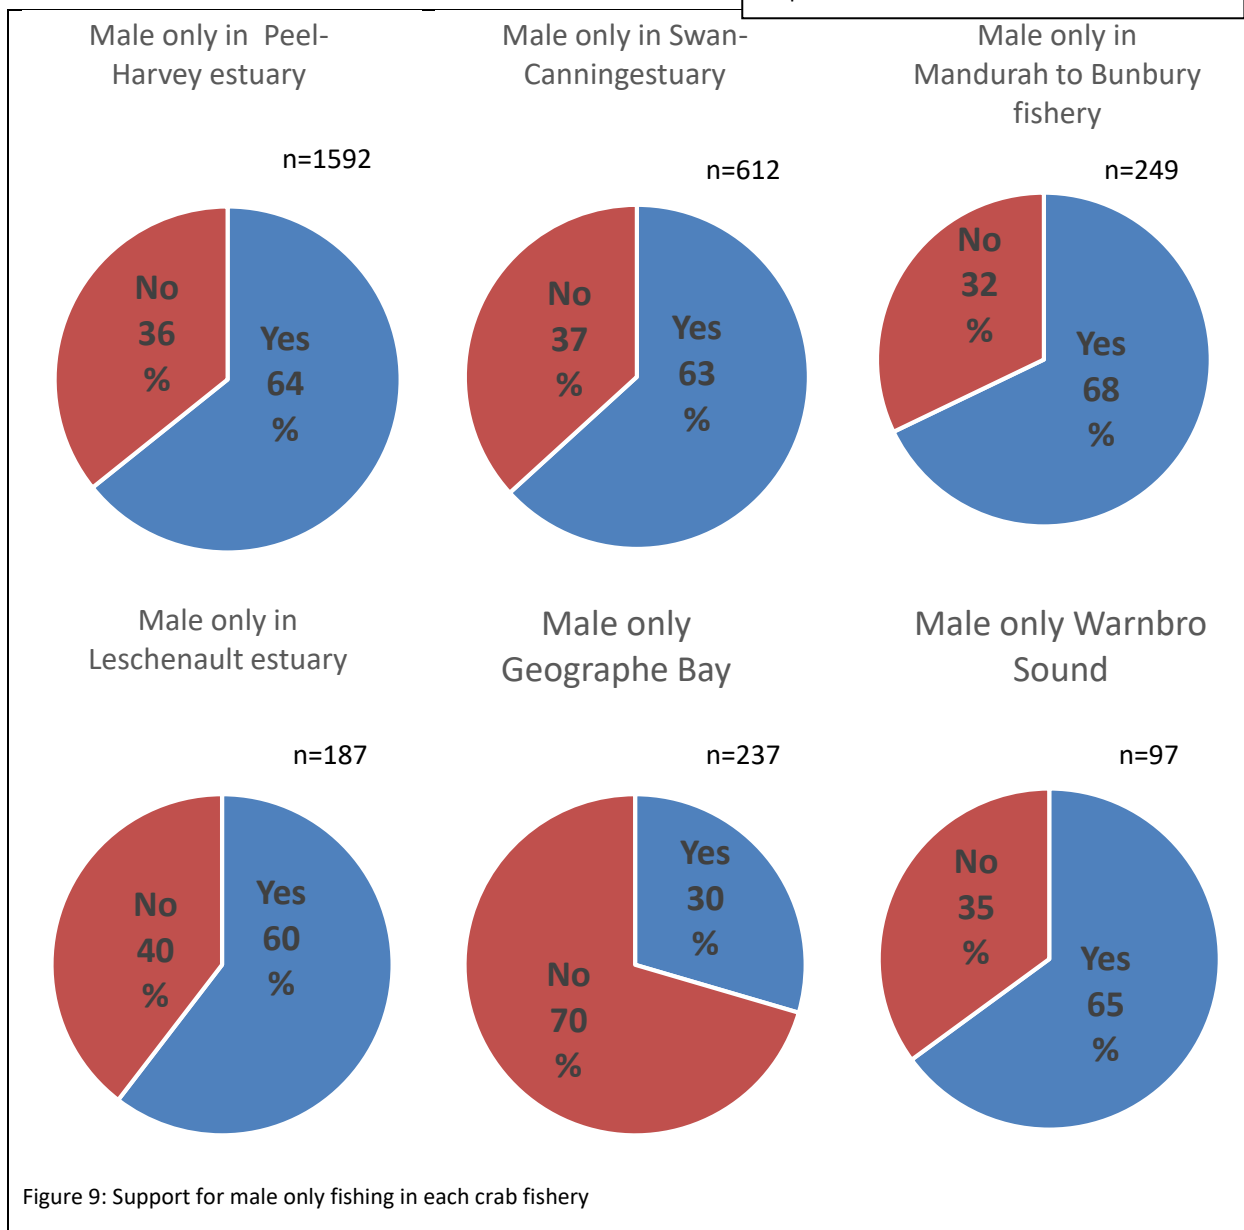 Male only in  Peel-
Harvey estuary
n=1592
No
36
%
Yes
64
%
Male only in Swan-
Canningestuary
n=612
No
37
%
Yes
63
%
Male only in
Mandurah to Bunbury
fishery
n=249
No
32
%
Yes
68
%
Male only in
Leschenault estuary
n=187
No
40
%
Yes
60
%
Male only
Geographe Bay
n=237
Yes
30
%
No
70
%
Male only Warnbro
Sound
n=97
No
35
%
Yes
65
%
Figure 9: Support for male only fishing in each crab fishery